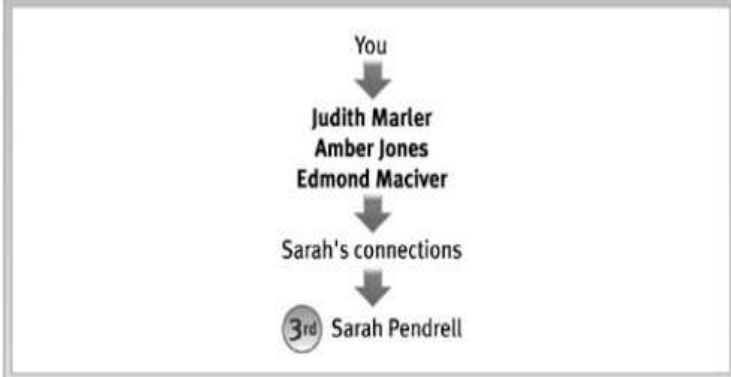 You
Judith Marler
Amber Jones
Edmond Maciver
Sarah's connections
3rd Sarah Pendrell